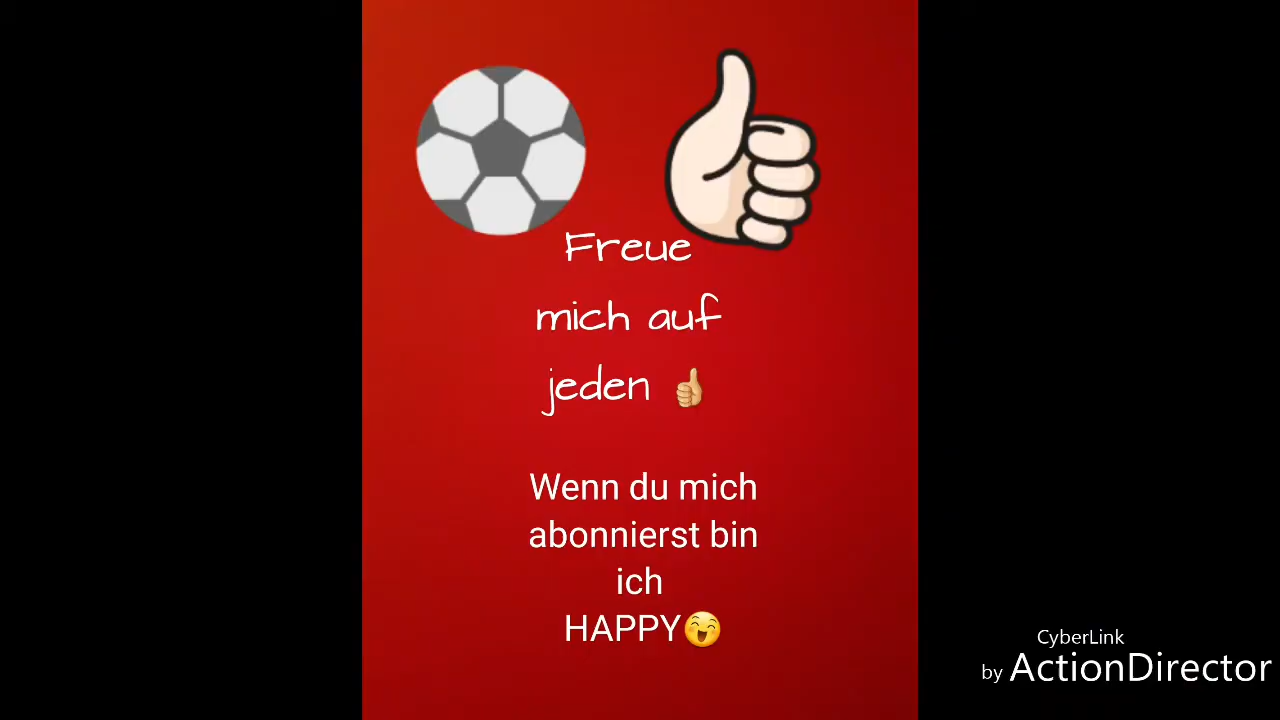 Freue
mich auf
jeden 👍
Wenn du mich
abonnierst bin
ich
HAPPY😄
CyberLink
by ActionDirector